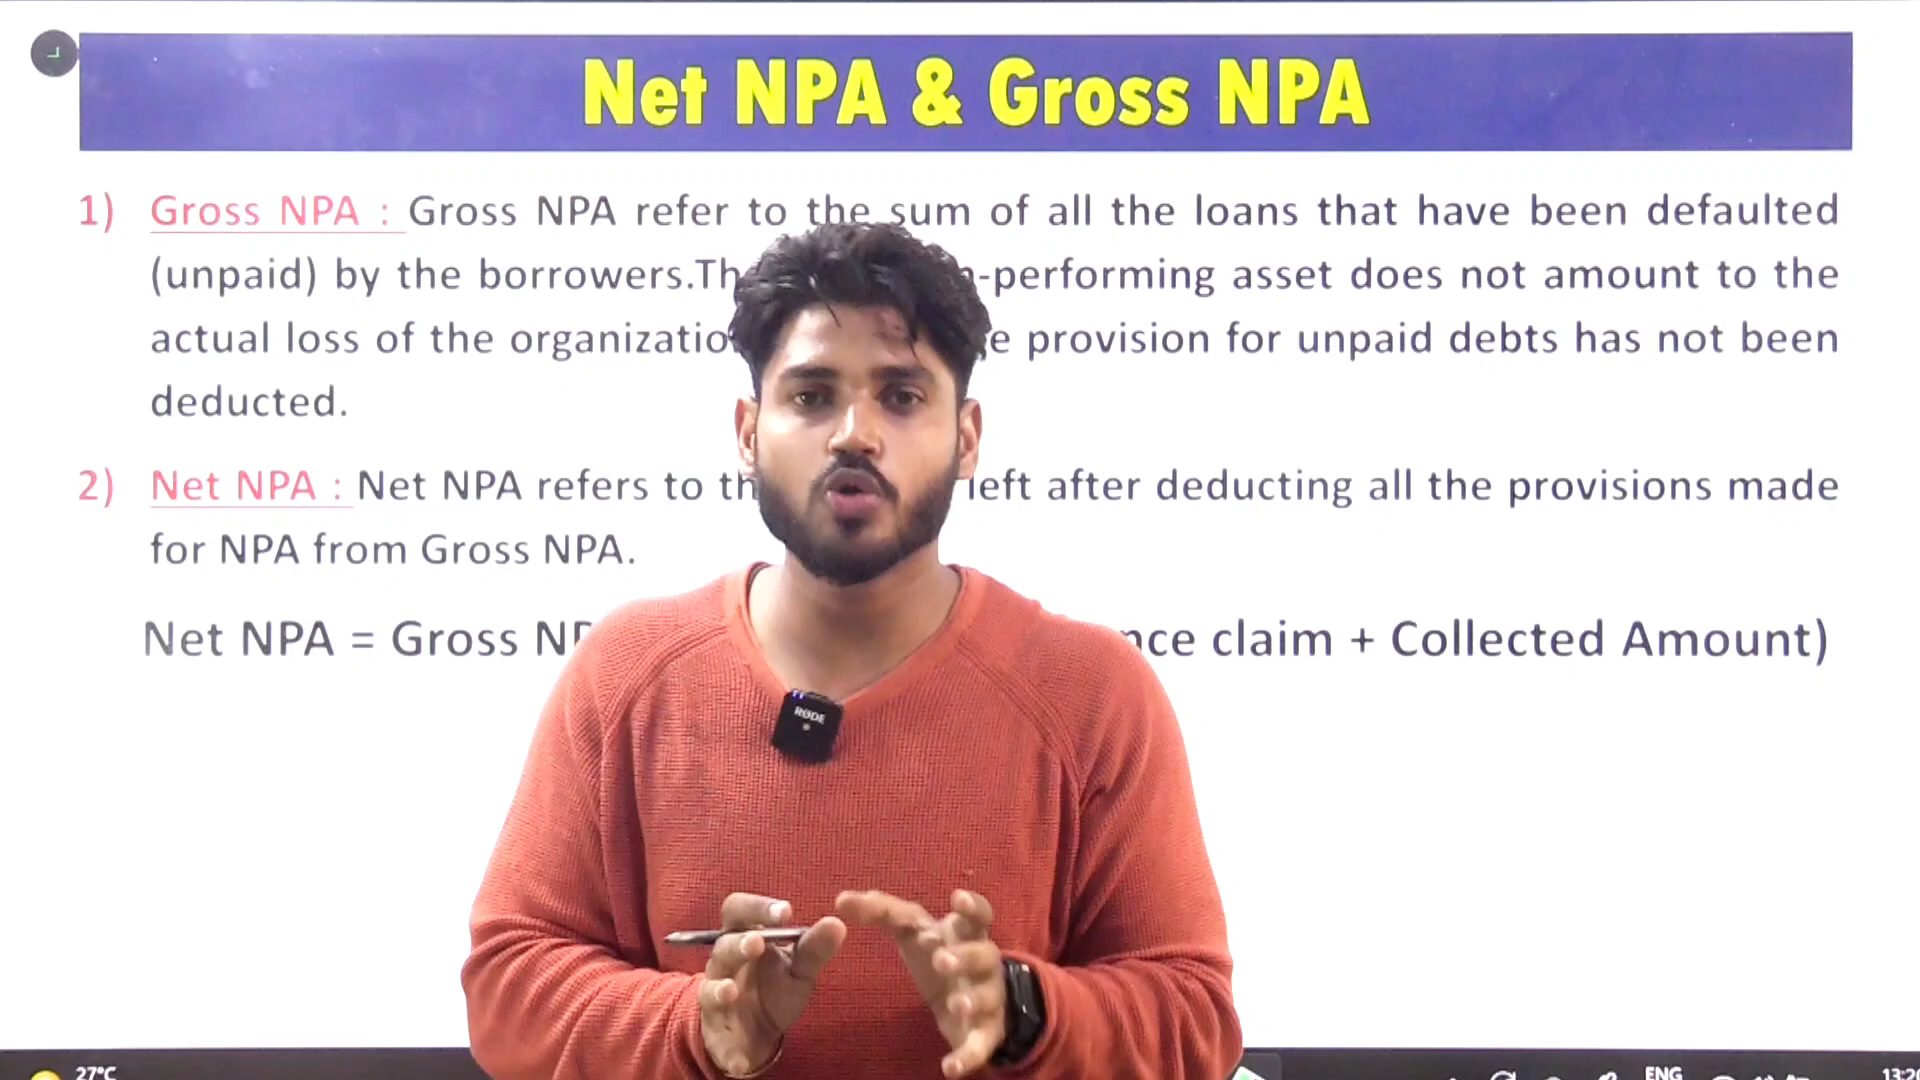 Net NPA & Gross NPA
1) Gross NPA : Gross NPA refer to the sum of all the loans that have been defaulted
(unpaid) by the borrowers.Th -performing asset does not amount to the
actual loss of the organizatio provision for unpaid debts has not been
deducted.
2) Net NPA : Net NPA refers to left after deducting all the provisions made
for NPA from Gross NPA.
Net NPA = Gross claim + Collected Amount)
RØDE
27°C
ENG